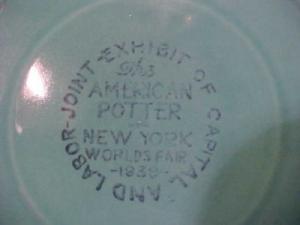 JOINT EXHIBIT OF CAPITAL AND LABOR
The
AMERICAN
POTTER
NEW YORK
WORLDS FAIR
-1939-